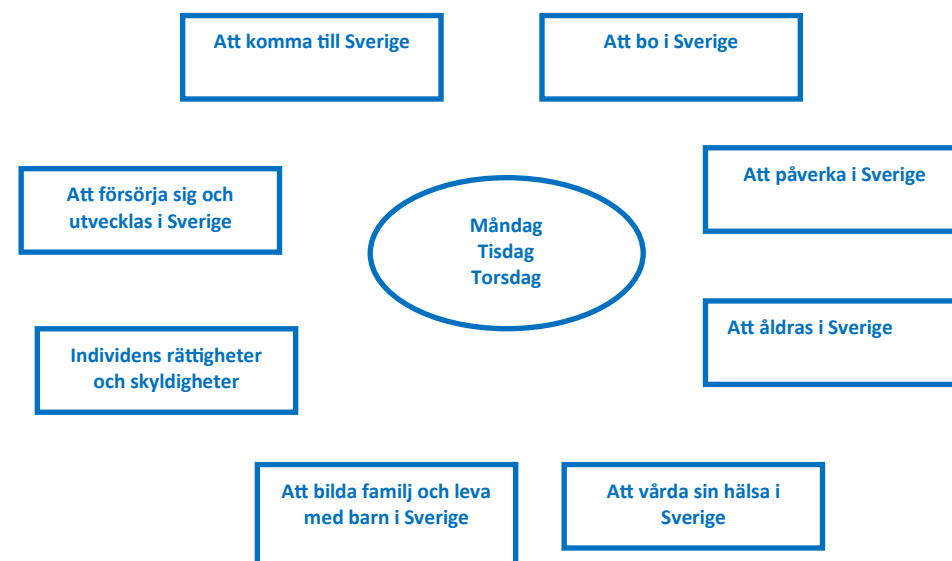 Att komma till Sverige
Att bo i Sverige
Att påverka i Sverige
Att försörja sig och
utvecklas i Sverige
Måndag
Tisdag
Torsdag
Att åldras i Sverige
Individens rättigheter
och skyldigheter
Att bilda familj och leva
med barn i Sverige
Att vårda sin hälsa i
Sverige